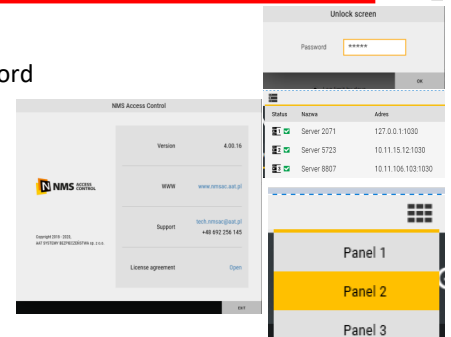 ord
Unlock screen
Password *****
OK
Status Nazwa Adres
1 Server 2071 127.0.0.1:1030
2 Server 5723 10.11.15.12:1030
3 Server 8807 10.11.106.103:1030
NMS Access Control
N NMS ACCESS CONTROL
Version 4.00.16
WWW www.nmsac.aat.pl
Support tech.nmsac@aat.pl
+48 692 256 145
License agreement Open
AAT SYSTEMY BEZPIECZEŃSTWA sp. z o.o.
EXIT
Panel 1
Panel 2
Panel 3